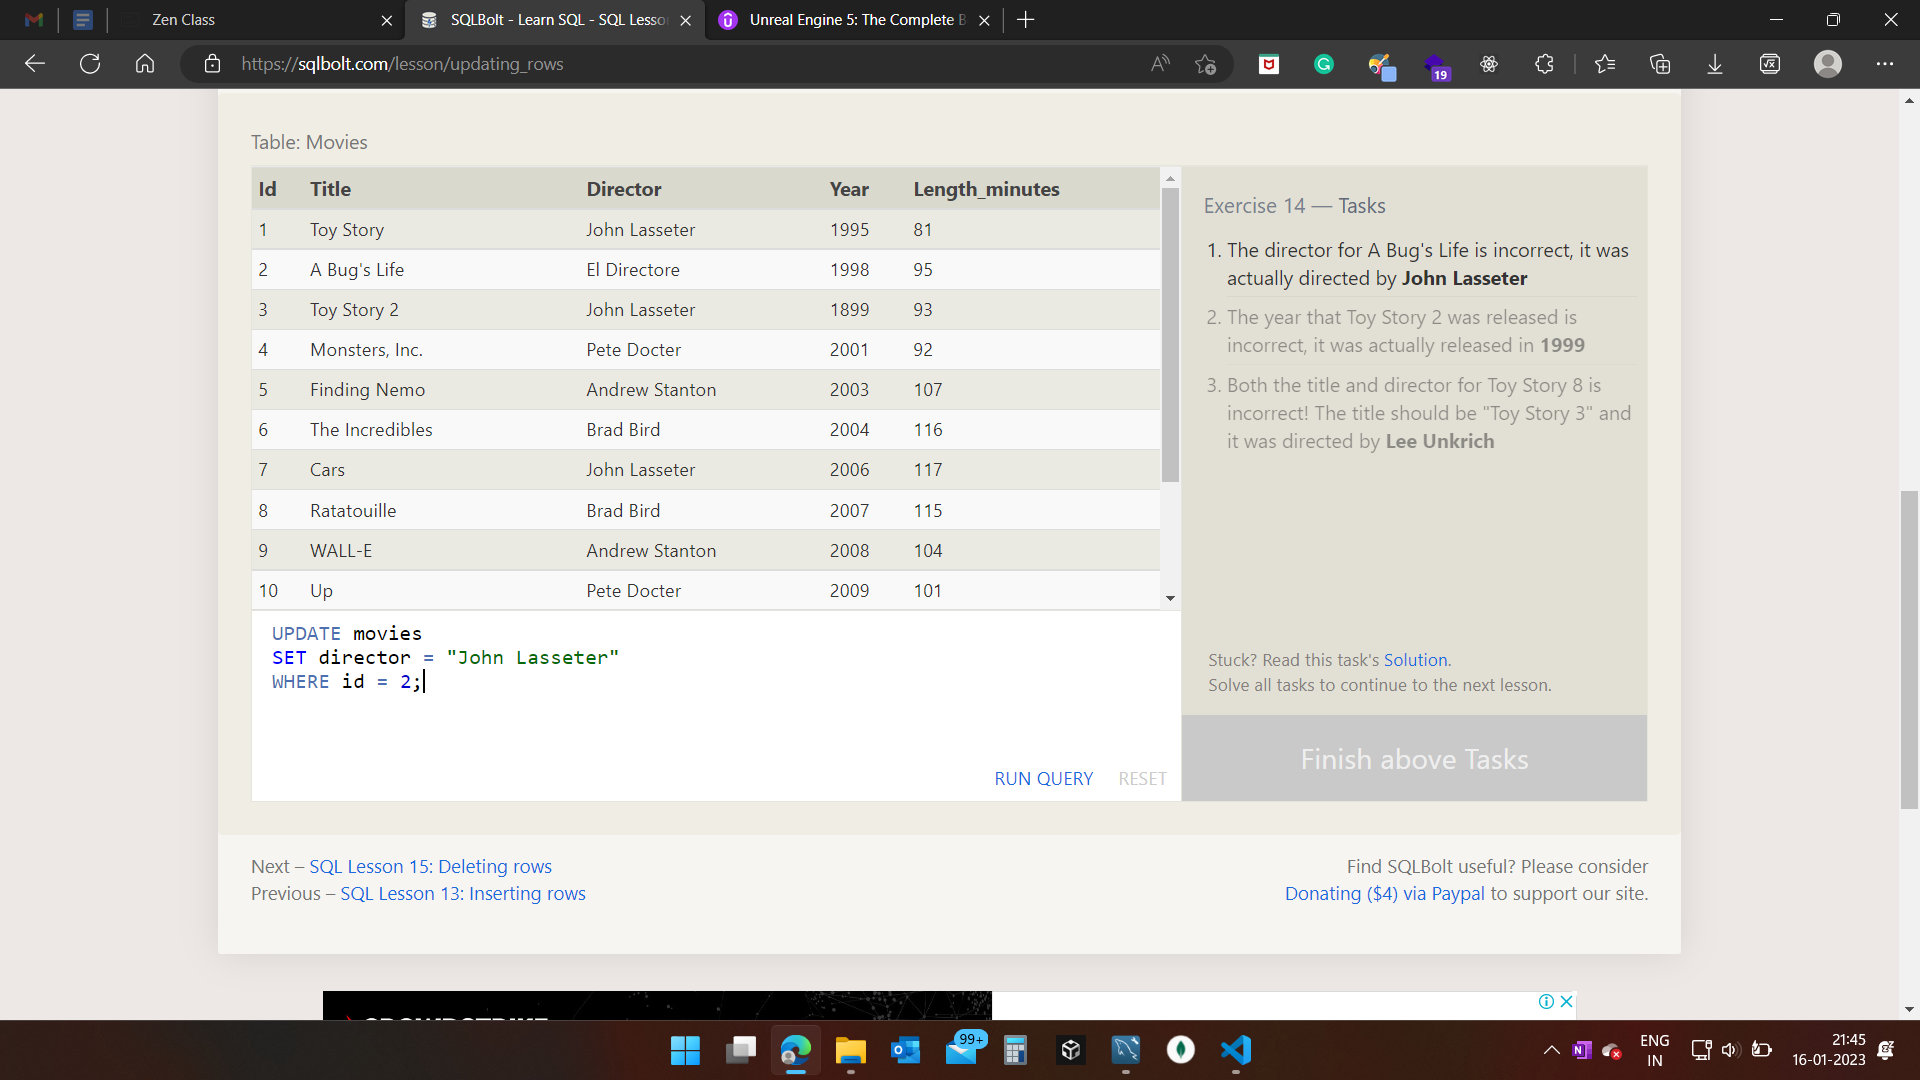 Zen Class
SQLBolt - Learn SQL - SQL Lesso
Unreal Engine 5: The Complete B
https://sqlbolt.com/lesson/updating_rows
19
Table: Movies
Id Title Director Year Length_minutes
1 Toy Story John Lasseter 1995 81
2 A Bug's Life El Directore 1998 95
3 Toy Story 2 John Lasseter 1899 93
4 Monsters, Inc. Pete Docter 2001 92
5 Finding Nemo Andrew Stanton 2003 107
6 The Incredibles Brad Bird 2004 116
7 Cars John Lasseter 2006 117
8 Ratatouille Brad Bird 2007 115
9 WALL-E Andrew Stanton 2008 104
10 Up Pete Docter 2009 101
UPDATE movies
SET director = "John Lasseter"
WHERE id = 2;
RUN QUERY RESET
Exercise 14 — Tasks
1. The director for A Bug's Life is incorrect, it was
actually directed by John Lasseter
2. The year that Toy Story 2 was released is
incorrect, it was actually released in 1999
3. Both the title and director for Toy Story 8 is
incorrect! The title should be "Toy Story 3" and
it was directed by Lee Unkrich
Stuck? Read this task's Solution.
Solve all tasks to continue to the next lesson.
Finish above Tasks
Next – SQL Lesson 15: Deleting rows
Previous – SQL Lesson 13: Inserting rows
Find SQLBolt useful? Please consider
Donating ($4) via Paypal to support our site.
99+
ENG
IN
21:45
16-01-2023